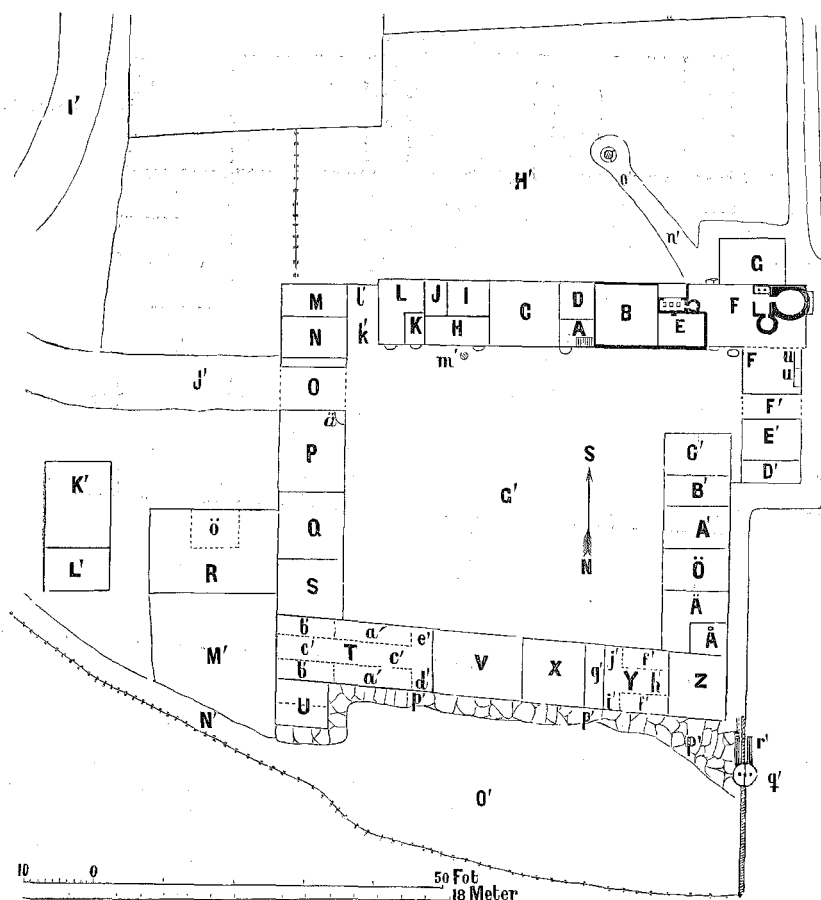 I'
H'
o'
n'
G
M
l'
L
J
I
D
B
F
N
k'
K
H
C
A
E
m'
F
u
u
J'
O
F'
ä
E'
P
D'
S
C'
K'
G'
B'
ö
Q
A'
L'
R
N
Ö
S
Ä
Å
b'
a'
e'
c'
T
c'
V
X
g'
j'
f'
Y
h
Z
M'
b'
a'
d'
i'
f'
N'
U
p'
p'
p'
r'
q'
O'
10 0 50 Fot
18 Meter